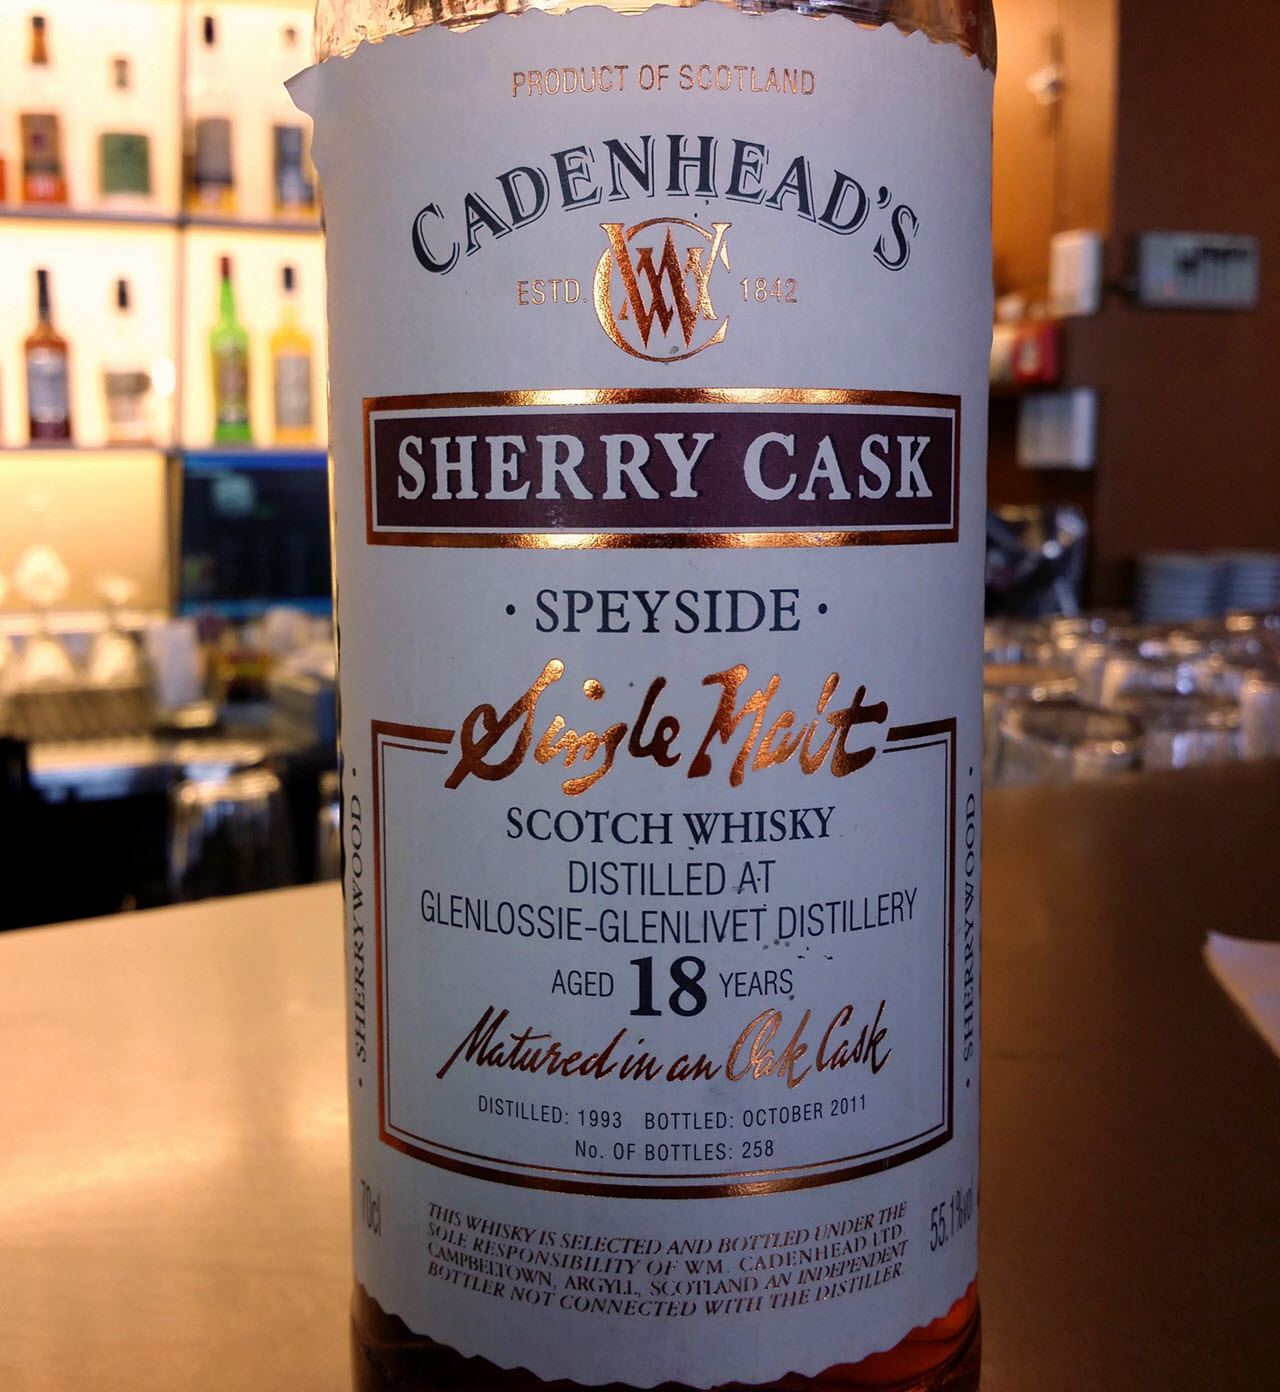 PRODUCT OF SCOTLAND
CADENHEAD'S
ESTD. WC 1842
SHERRY CASK
· SPEYSIDE ·
Single Malt
SCOTCH WHISKY
DISTILLED AT
GLENLOSSIE-GLENLIVET DISTILLERY
AGED 18 YEARS
Matured in an Oak Cask
DISTILLED: 1993 BOTTLED: OCTOBER 2011
No. OF BOTTLES: 258
· SHERRYWOOD ·
· SHERRYWOOD ·
70cl
55.1%vol
THIS WHISKY IS SELECTED AND BOTTLED UNDER THE
SOLE RESPONSIBILITY OF WM. CADENHEAD LTD.
CAMPBELTOWN, ARGYLL, SCOTLAND AN INDEPENDENT
BOTTLER NOT CONNECTED WITH THE DISTILLER.